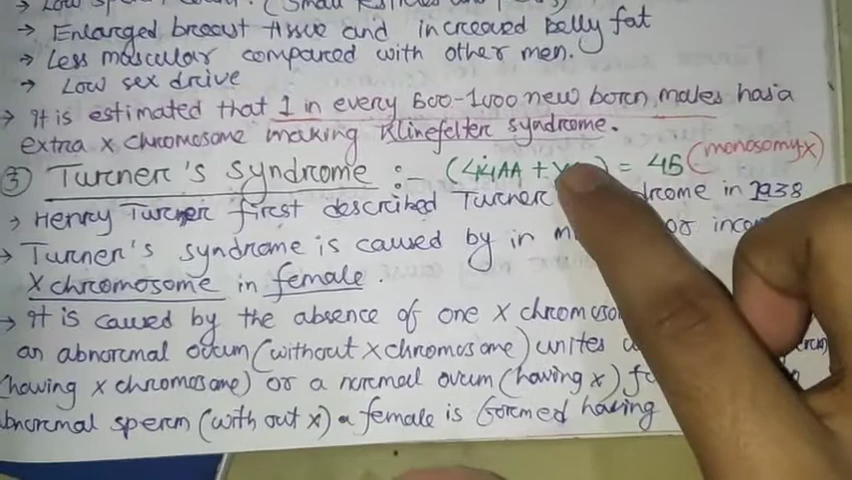 → Enlarged breast tissue and increased belly fat
→ Less mascular compared with other men.
→ Low sex drive
→ It is estimated that 1 in every 600-1000 new born males has a
extra x chromosome making Klinefelter syndrome.
③ Turner's Syndrome :- (44AA + = 45 (monosomyx)
→ Henry Turner first described Turner in 1938
→ Turner's syndrome is caused by in or
X chromosome in female.
→ It is caused by the absence of one X
an abnormal ovum (without X chromosome) unites
(having X chromosome) or a normal ovum (having x)
abnormal sperm (with out x) a female is formed having